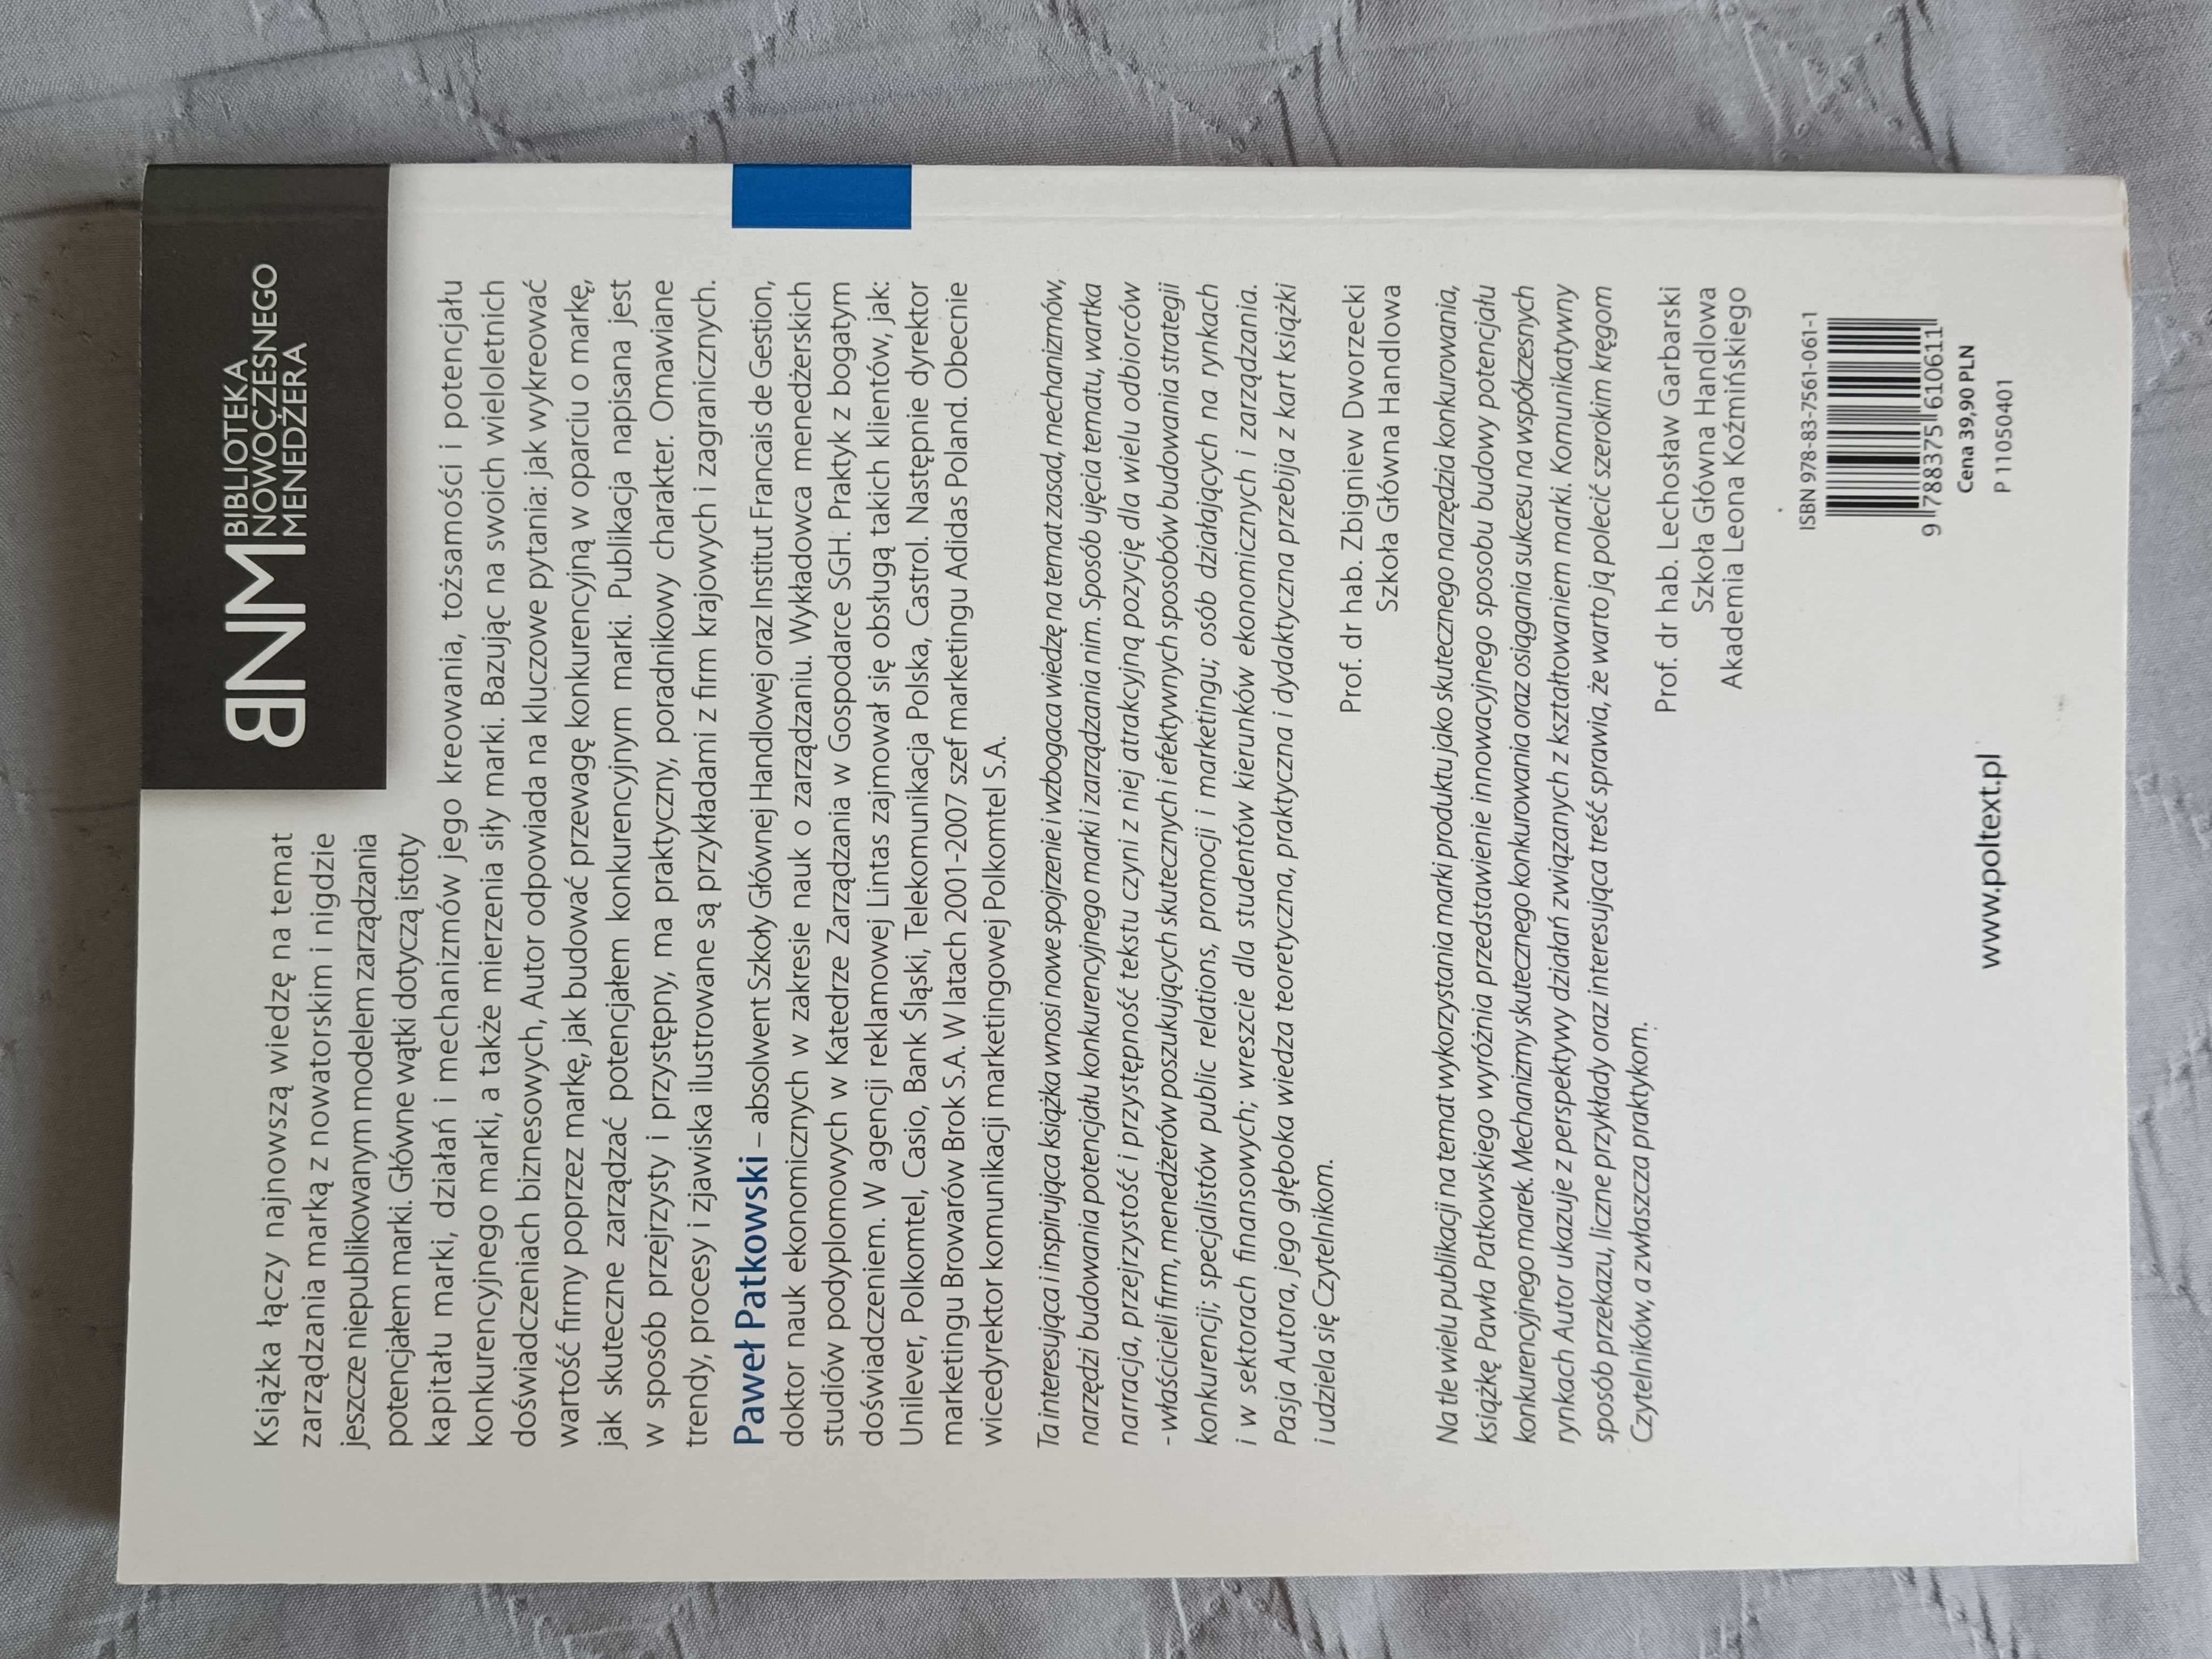 BNM BIBLIOTEKA
NOWOCZESNEGO
MENEDŻERA
Książka łączy najnowszą wiedzę na temat
zarządzania marką z nowatorskim i nigdzie
jeszcze niepublikowanym modelem zarządzania
potencjałem marki. Główne wątki dotyczą istoty
kapitału marki, działań i mechanizmów jego kreowania, tożsamości i potencjału
konkurencyjnego marki, a także mierzenia siły marki. Bazując na swoich wieloletnich
doświadczeniach biznesowych, Autor odpowiada na kluczowe pytania: jak wykreować
wartość firmy poprzez markę, jak budować przewagę konkurencyjną w oparciu o markę,
jak skuteczne zarządzać potencjałem konkurencyjnym marki. Publikacja napisana jest
w sposób przejrzysty i przystępny, ma praktyczny, poradnikowy charakter. Omawiane
trendy, procesy i zjawiska ilustrowane są przykładami z firm krajowych i zagranicznych.
Paweł Patkowski – absolwent Szkoły Głównej Handlowej oraz Institut Francais de Gestion,
doktor nauk ekonomicznych w zakresie nauk o zarządzaniu. Wykładowca menedżerskich
studiów podyplomowych w Katedrze Zarządzania w Gospodarce SGH. Praktyk z bogatym
doświadczeniem. W agencji reklamowej Lintas zajmował się obsługą takich klientów, jak:
Unilever, Polkomtel, Casio, Bank Śląski, Telekomunikacja Polska, Castrol. Następnie dyrektor
marketingu Browarów Brok S.A. W latach 2001-2007 szef marketingu Adidas Poland. Obecnie
wicedyrektor komunikacji marketingowej Polkomtel S.A.
Ta interesująca i inspirująca książka wnosi nowe spojrzenie i wzbogaca wiedzę na temat zasad, mechanizmów,
narzędzi budowania potencjału konkurencyjnego marki i zarządzania nim. Sposób ujęcia tematu, wartka
narracja, przejrzystość i przystępność tekstu czyni z niej atrakcyjną pozycję dla wielu odbiorców
- właścicieli firm, menedżerów poszukujących skutecznych i efektywnych sposobów budowania strategii
konkurencji; specjalistów public relations, promocji i marketingu; osób działających na rynkach
i w sektorach finansowych; wreszcie dla studentów kierunków ekonomicznych i zarządzania.
Pasja Autora, jego głęboka wiedza teoretyczna, praktyczna i dydaktyczna przebija z kart książki
i udziela się Czytelnikom.
Prof. dr hab. Zbigniew Dworzecki
Szkoła Główna Handlowa
Na tle wielu publikacji na temat wykorzystania marki produktu jako skutecznego narzędzia konkurowania,
książkę Pawła Patkowskiego wyróżnia przedstawienie innowacyjnego sposobu budowy potencjału
konkurencyjnego marek. Mechanizmy skutecznego konkurowania oraz osiągania sukcesu na współczesnych
rynkach Autor ukazuje z perspektywy działań związanych z kształtowaniem marki. Komunikatywny
sposób przekazu, liczne przykłady oraz interesująca treść sprawia, że warto ją polecić szerokim kręgom
Czytelników, a zwłaszcza praktykom.
Prof. dr hab. Lechosław Garbarski
Szkoła Główna Handlowa
Akademia Leona Koźmińskiego
ISBN 978-83-7561-061-1
9 788375 610611
Cena 39,90 PLN
P 11050401
www.poltext.pl